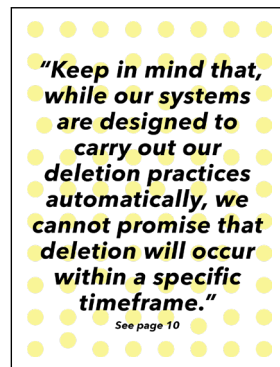 “Keep in mind that,
while our systems
are designed to
carry out our
deletion practices
automatically, we
cannot promise that
deletion will occur
within a specific
timeframe.”
See page 10